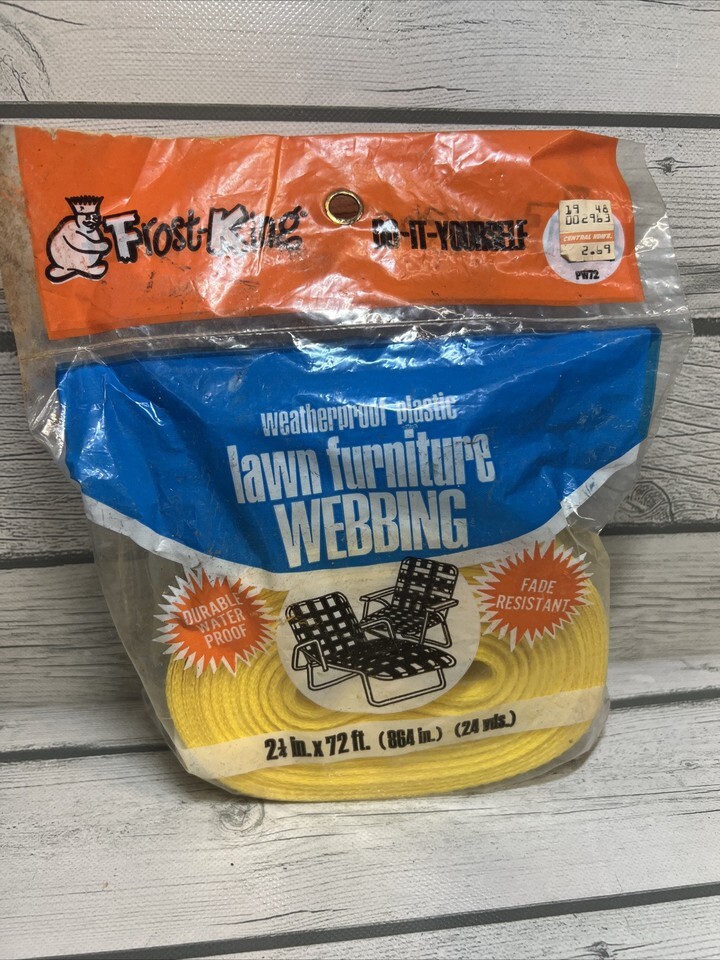 Frost-King
DO-IT-YOURSELF
19 48
002963
CENTRAL HDWE.
2.69
PW72
weatherproof plastic
lawn furniture
WEBBING
DURABLE
WATER
PROOF
FADE
RESISTANT
2¼ in. x 72 ft. (864 in.) (24 yds.)